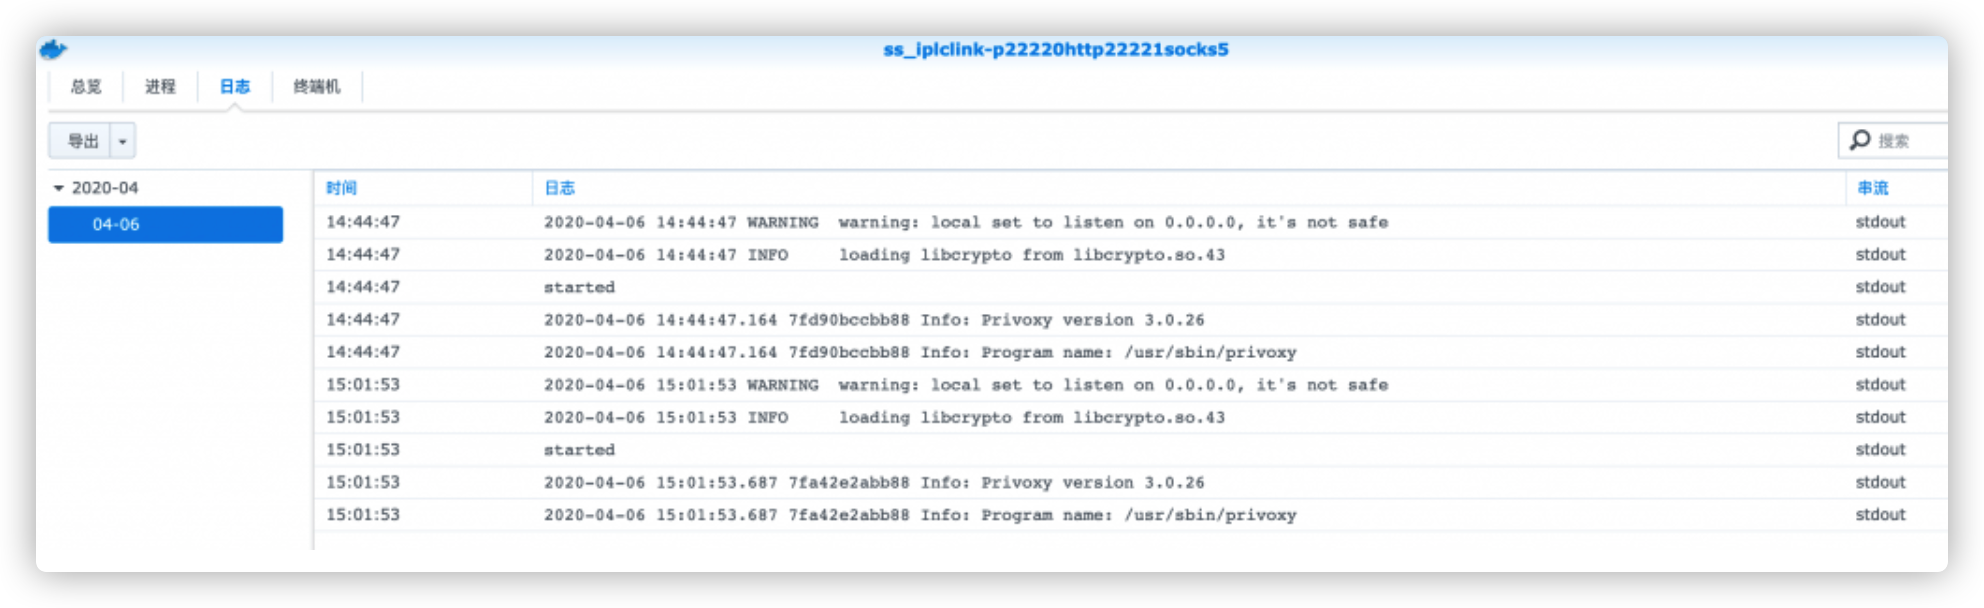 ss_iplclink-p22220http22221socks5
总览 进程 日志 终端机
导出 搜索
2020-04 时间 日志 串流
04-06 14:44:47 2020-04-06 14:44:47 WARNING warning: local set to listen on 0.0.0.0, it's not safe stdout
14:44:47 2020-04-06 14:44:47 INFO loading libcrypto from libcrypto.so.43 stdout
14:44:47 started stdout
14:44:47 2020-04-06 14:44:47.164 7fd90bccbb88 Info: Privoxy version 3.0.26 stdout
14:44:47 2020-04-06 14:44:47.164 7fd90bccbb88 Info: Program name: /usr/sbin/privoxy stdout
15:01:53 2020-04-06 15:01:53 WARNING warning: local set to listen on 0.0.0.0, it's not safe stdout
15:01:53 2020-04-06 15:01:53 INFO loading libcrypto from libcrypto.so.43 stdout
15:01:53 started stdout
15:01:53 2020-04-06 15:01:53.687 7fa42e2abb88 Info: Privoxy version 3.0.26 stdout
15:01:53 2020-04-06 15:01:53.687 7fa42e2abb88 Info: Program name: /usr/sbin/privoxy stdout